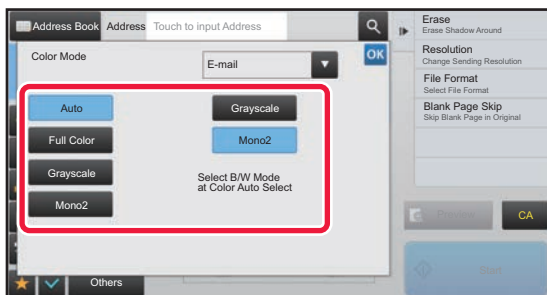 Address Book
Address
Touch to input Address
Color Mode
E-mail
OK
Auto
Full Color
Grayscale
Mono2
Grayscale
Mono2
Select B/W Mode
at Color Auto Select
Others
Erase
Erase Shadow Around
Resolution
Change Sending Resolution
File Format
Select File Format
Blank Page Skip
Skip Blank Page in Original
Preview
CA
Start